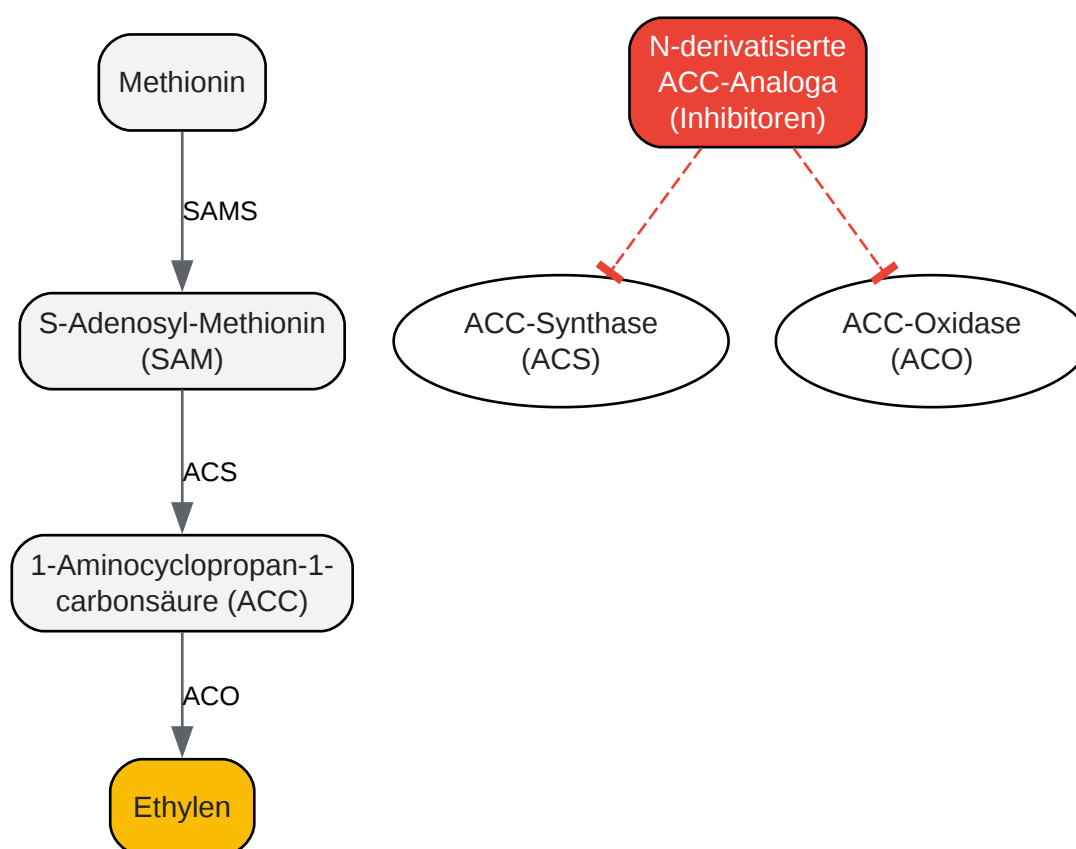 Methionin
SAMS
S-Adenosyl-Methionin
(SAM)
ACS
1-Aminocyclopropan-1-
carbonsäure (ACC)
ACO
Ethylen
N-derivatisierte
ACC-Analoga
(Inhibitoren)
ACC-Synthase
(ACS)
ACC-Oxidase
(ACO)